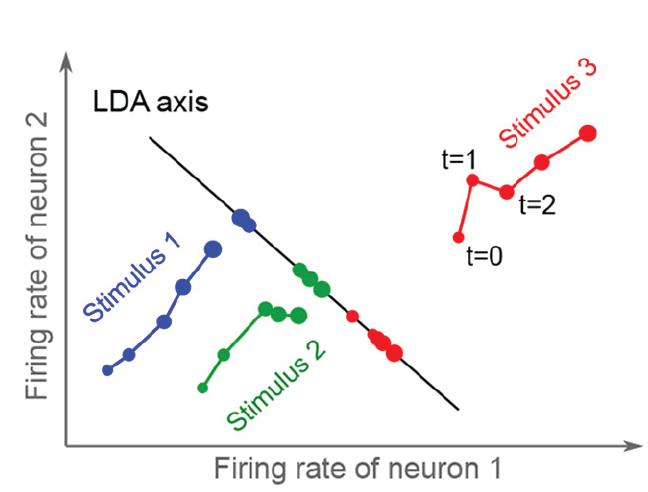 LDA axis
Stimulus 3
t=1
t=2
t=0
Stimulus 1
Stimulus 2
Firing rate of neuron 2
Firing rate of neuron 1